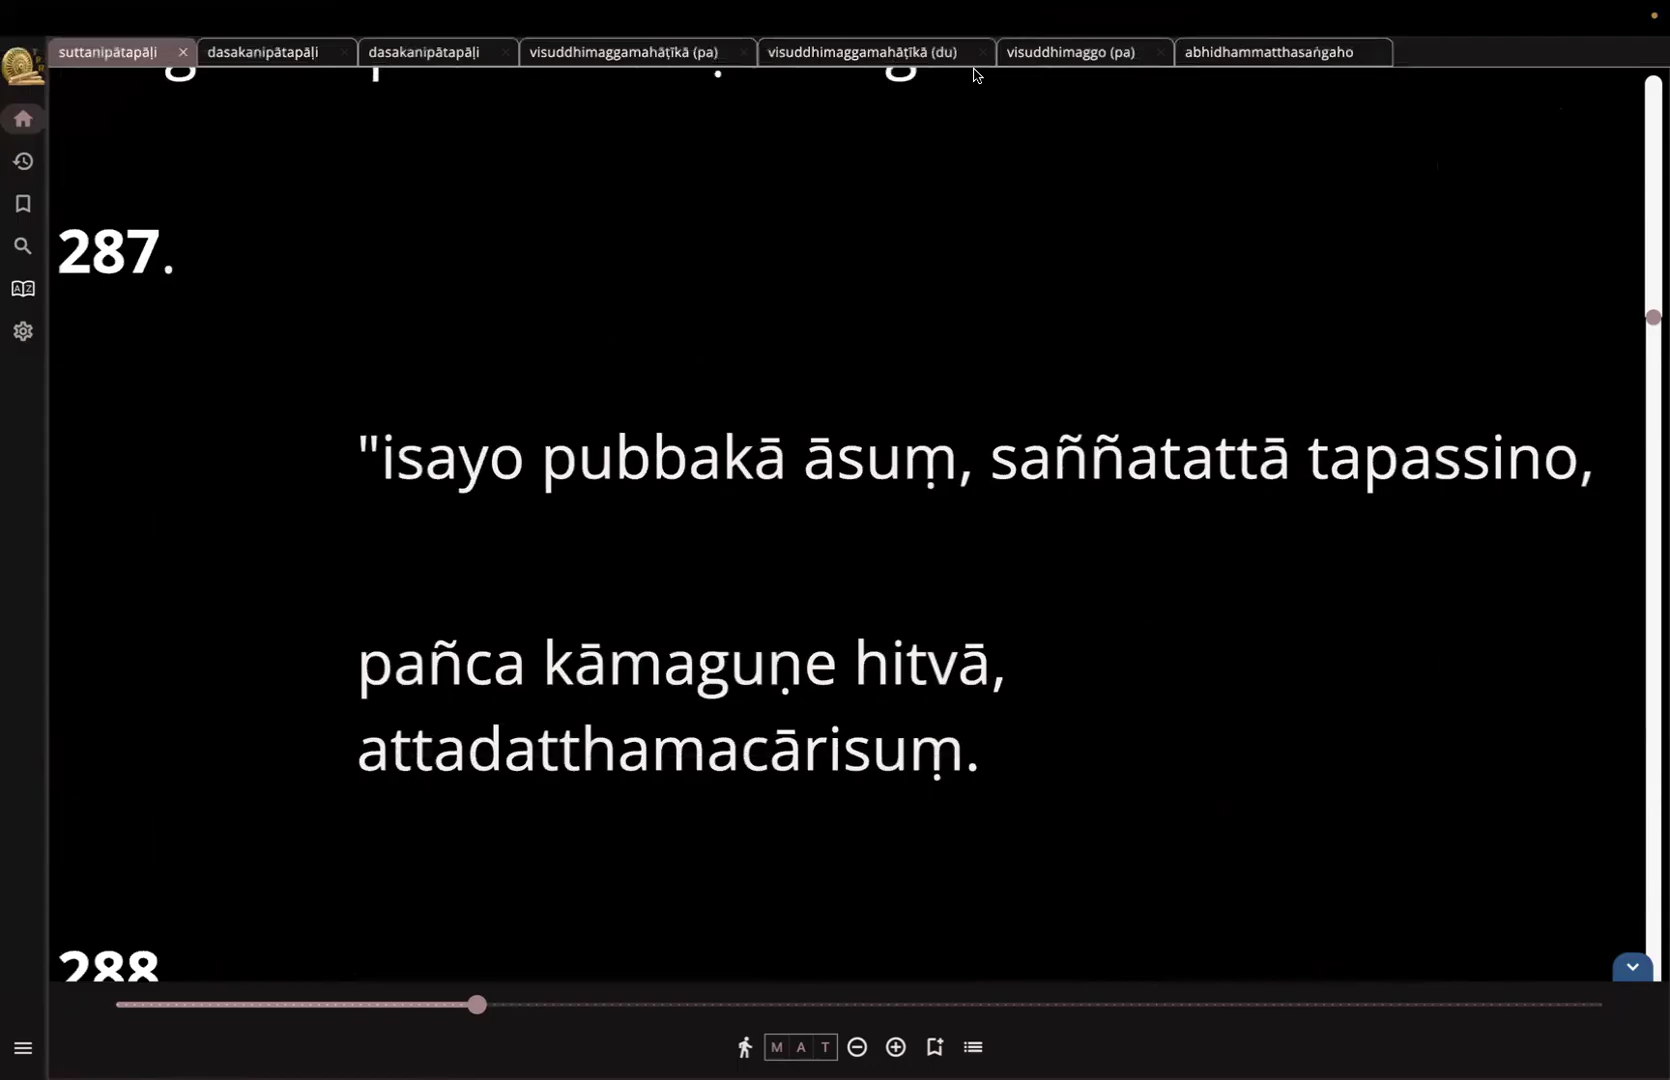 suttanipātapāḷi
dasakanipātapāḷi
dasakanipātapāḷi
visuddhimaggamahāṭīkā (pa)
visuddhimaggamahāṭīkā (du)
visuddhimaggo (pa)
abhidhammatthasaṅgaho
287.
"isayo pubbakā āsuṃ, saññatattā tapassino,
pañca kāmaguṇe hitvā,
attadatthamacārisuṃ.
288
M A T